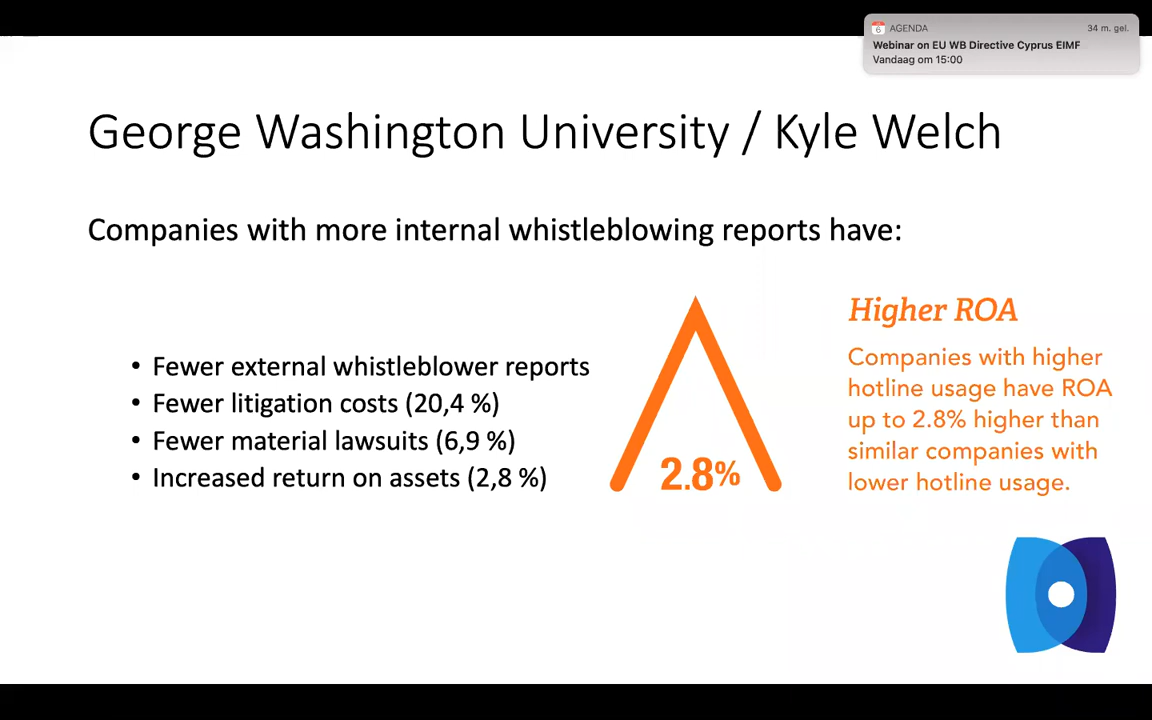 AGENDA
34 m. gel.
6
Webinar on EU WB Directive Cyprus EIMF
Vandaag om 15:00
George Washington University / Kyle Welch
Companies with more internal whistleblowing reports have:
• Fewer external whistleblower reports
• Fewer litigation costs (20,4 %)
• Fewer material lawsuits (6,9 %)
• Increased return on assets (2,8 %)
2.8%
Higher ROA
Companies with higher
hotline usage have ROA
up to 2.8% higher than
similar companies with
lower hotline usage.